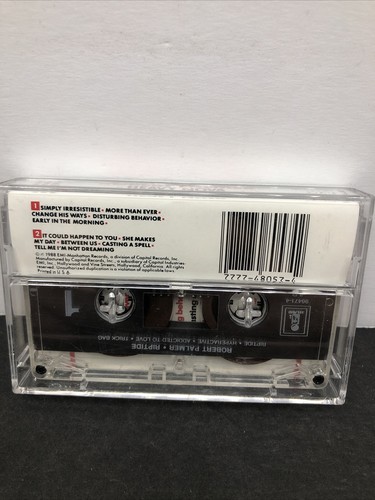 1 SIMPLY IRRESISTIBLE • MORE THAN EVER •
CHANGE HIS WAYS • DISTURBING BEHAVIOR •
EARLY IN THE MORNING •
2 IT COULD HAPPEN TO YOU • SHE MAKES
MY DAY • BETWEEN US • CASTING A SPELL •
TELL ME I'M NOT DREAMING
1988 EMI-Manhattan Records, a division of Capitol Records, Inc.
Manufactured by Capitol Records, Inc., a subsidiary of Capitol Industries-
EMI, Inc., Hollywood and Vine Streets, Hollywood, California. All rights
reserved. Unauthorized duplication is a violation of applicable laws.
Printed in U.S.A.
7777-48057-4
1
90471-4
RIPTIDE • HYPERACTIVE • ADDICTED TO LOVE • TRICK BAG
ROBERT PALMER • RIPTIDE